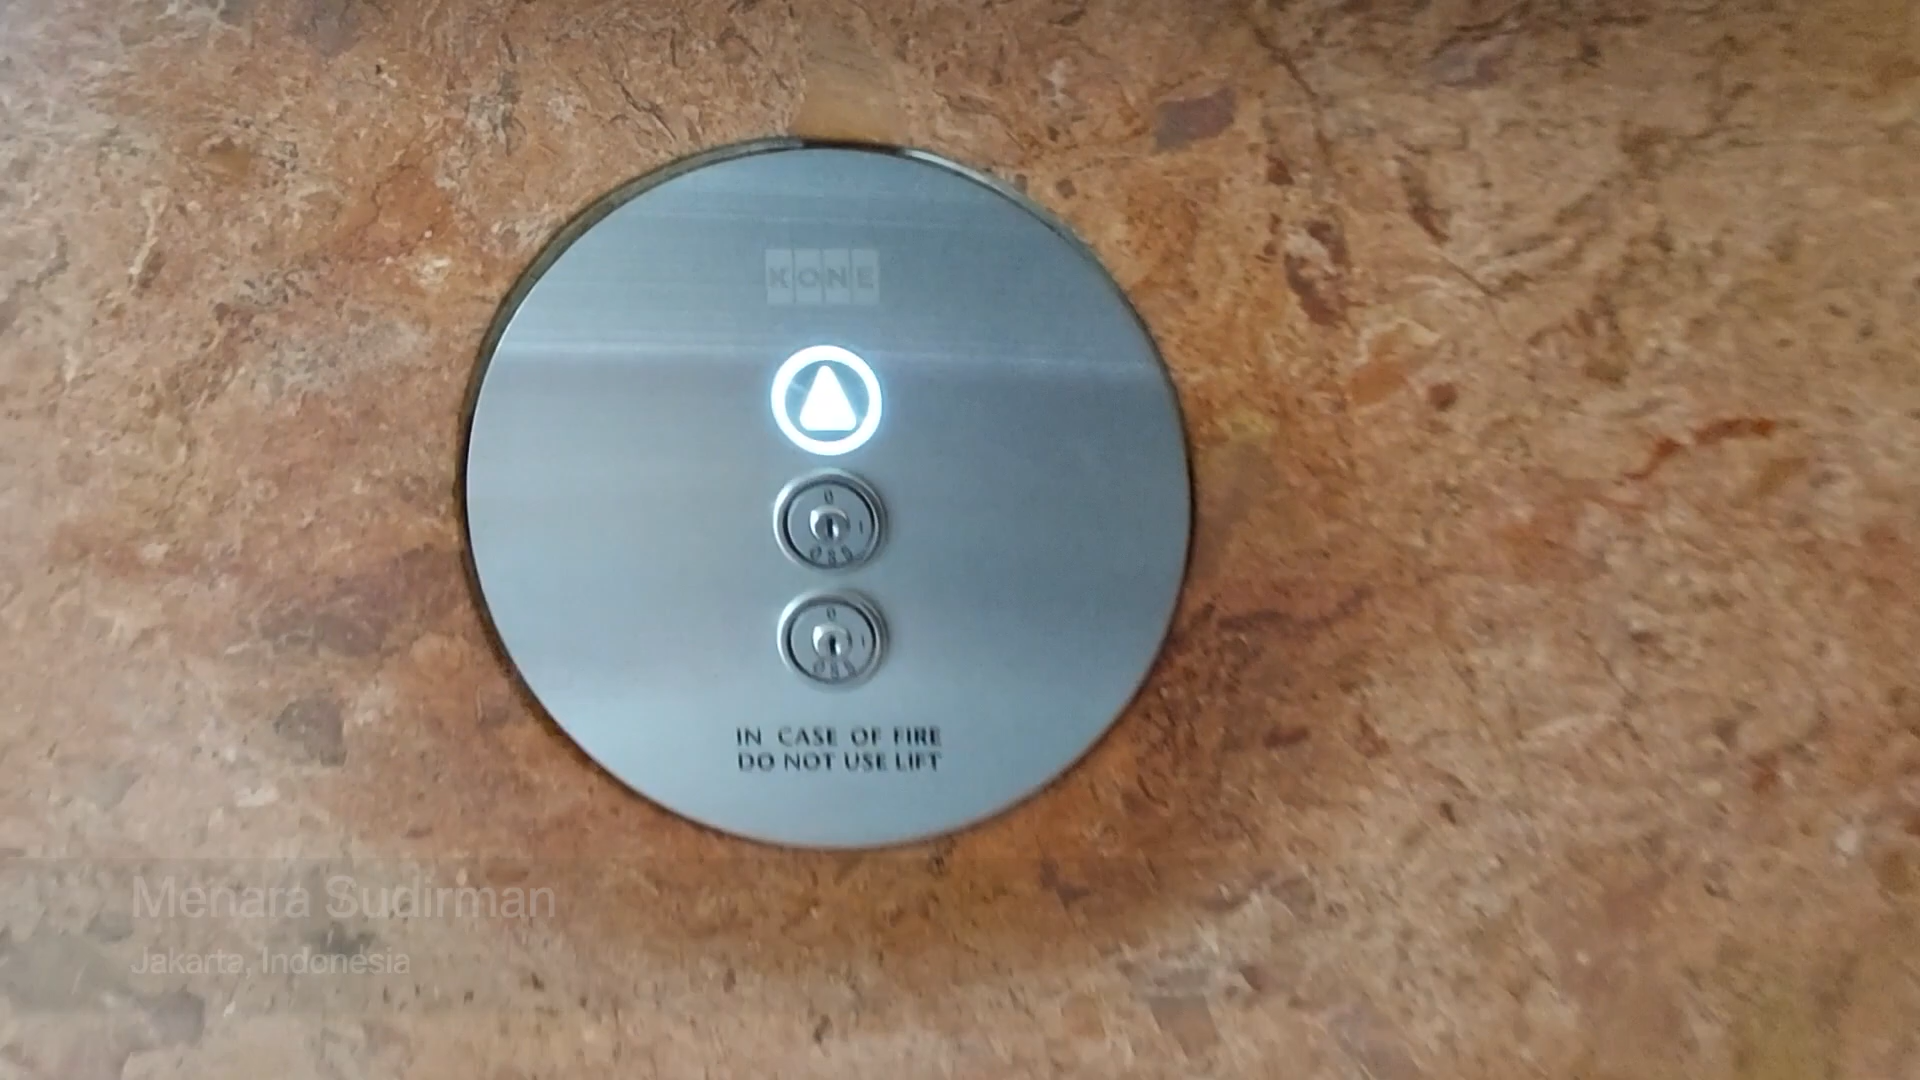 KONE
IN CASE OF FIRE
DO NOT USE LIFT
Menara Sudirman
Jakarta, Indonesia